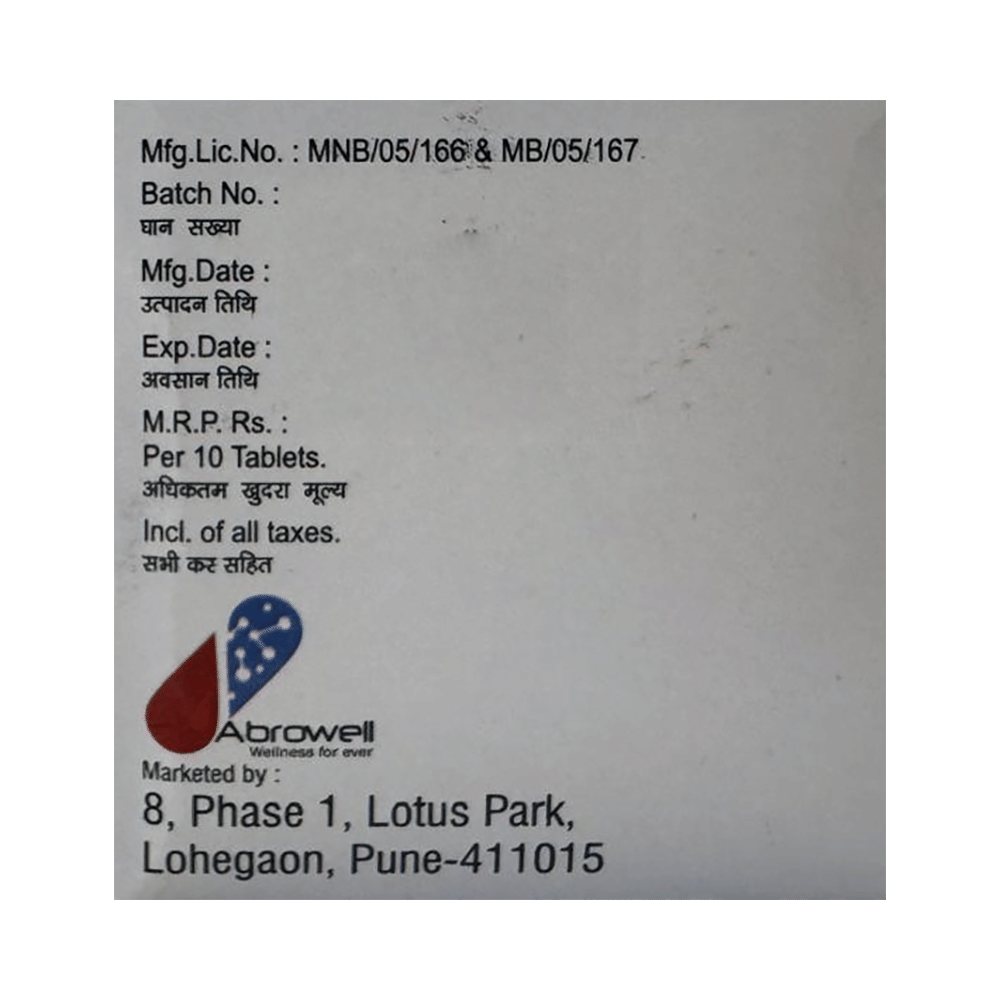 Mfg.Lic.No. : MNB/05/166 & MB/05/167
Batch No. :
घान सख्या
Mfg.Date :
उत्पादन तिथि
Exp.Date :
अवसान तिथि
M.R.P. Rs. :
Per 10 Tablets.
अधिकतम खुदरा मूल्य
Incl. of all taxes.
सभी कर सहित
Abrowell
Wellness for ever
Marketed by :
8, Phase 1, Lotus Park,
Lohegaon, Pune-411015